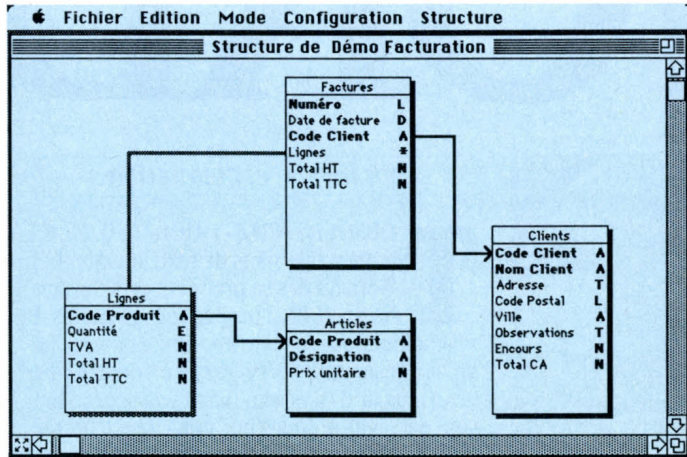 Fichier Edition Mode Configuration Structure
Structure de Démo Facturation
Factures
Numéro L
Date de facture D
Code Client A
Lignes *
Total HT N
Total TTC N
Clients
Code Client A
Nom Client A
Adresse T
Code Postal L
Ville A
Observations T
Encours N
Total CA N
Lignes
Code Produit A
Quantité E
TVA N
Total HT N
Total TTC N
Articles
Code Produit A
Désignation A
Prix unitaire N